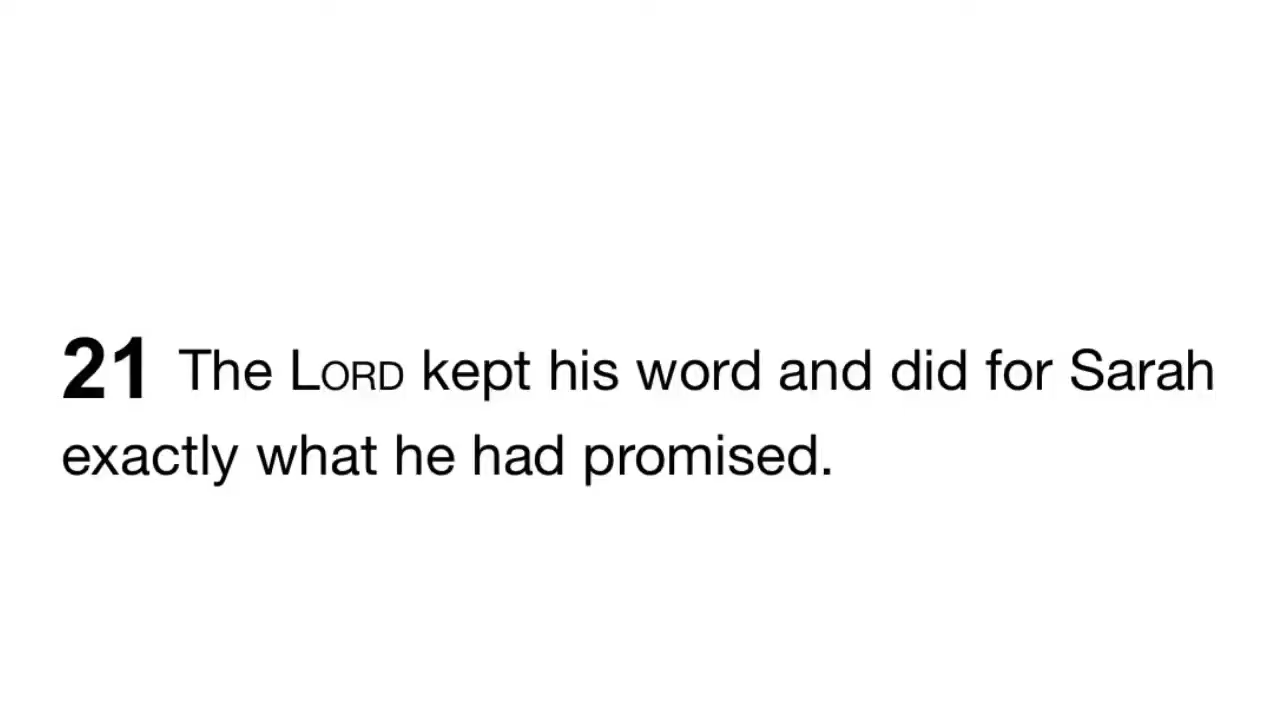 21 The LORD kept his word and did for Sarah
exactly what he had promised.